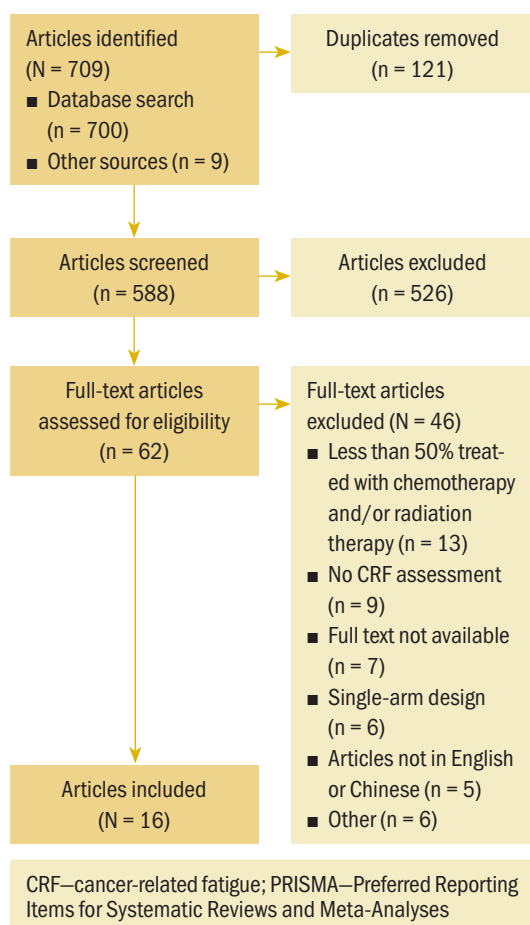 Articles identified
(N = 709)
■ Database search
(n = 700)
■ Other sources (n = 9)
Duplicates removed
(n = 121)
Articles screened
(n = 588)
Articles excluded
(n = 526)
Full-text articles
assessed for eligibility
(n = 62)
Full-text articles
excluded (N = 46)
■ Less than 50% treat-
ed with chemotherapy
and/or radiation
therapy (n = 13)
■ No CRF assessment
(n = 9)
■ Full text not available
(n = 7)
■ Single-arm design
(n = 6)
■ Articles not in English
or Chinese (n = 5)
■ Other (n = 6)
Articles included
(N = 16)
CRF—cancer-related fatigue; PRISMA—Preferred Reporting
Items for Systematic Reviews and Meta-Analyses